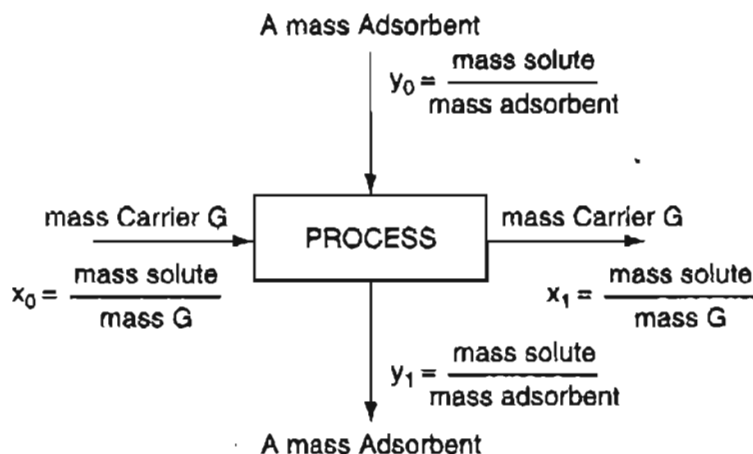 A mass Adsorbent
y₀ = mass solute / mass adsorbent
mass Carrier G
PROCESS
mass Carrier G
x₀ = mass solute / mass G
x₁ = mass solute / mass G
y₁ = mass solute / mass adsorbent
A mass Adsorbent